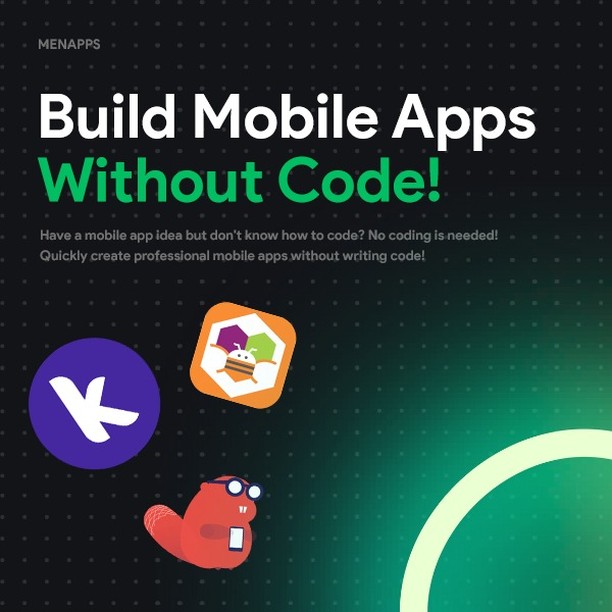 MENAPPS
Build Mobile Apps
Without Code!
Have a mobile app idea but don't know how to code? No coding is needed!
Quickly create professional mobile apps without writing code!